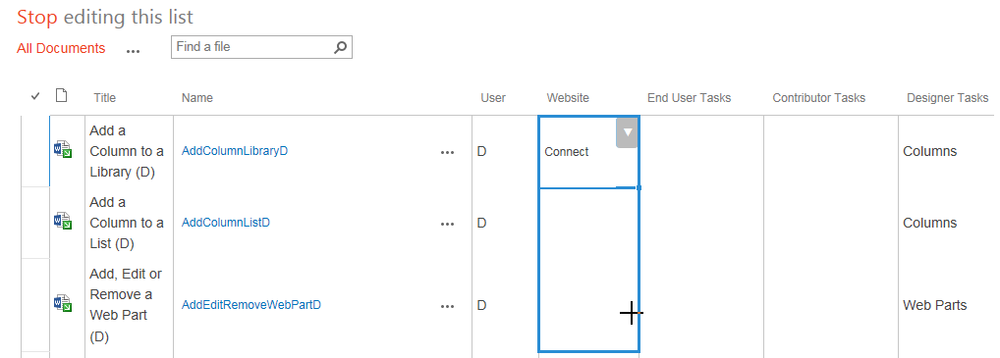 Stop editing this list
All Documents ... Find a file
Title Name User Website End User Tasks Contributor Tasks Designer Tasks
Add a
Column to a
Library (D)
AddColumnLibraryD ... D Connect Columns
Add a
Column to a
List (D)
AddColumnListD ... D Columns
Add, Edit or
Remove a
Web Part
(D)
AddEditRemoveWebPartD ... D Web Parts